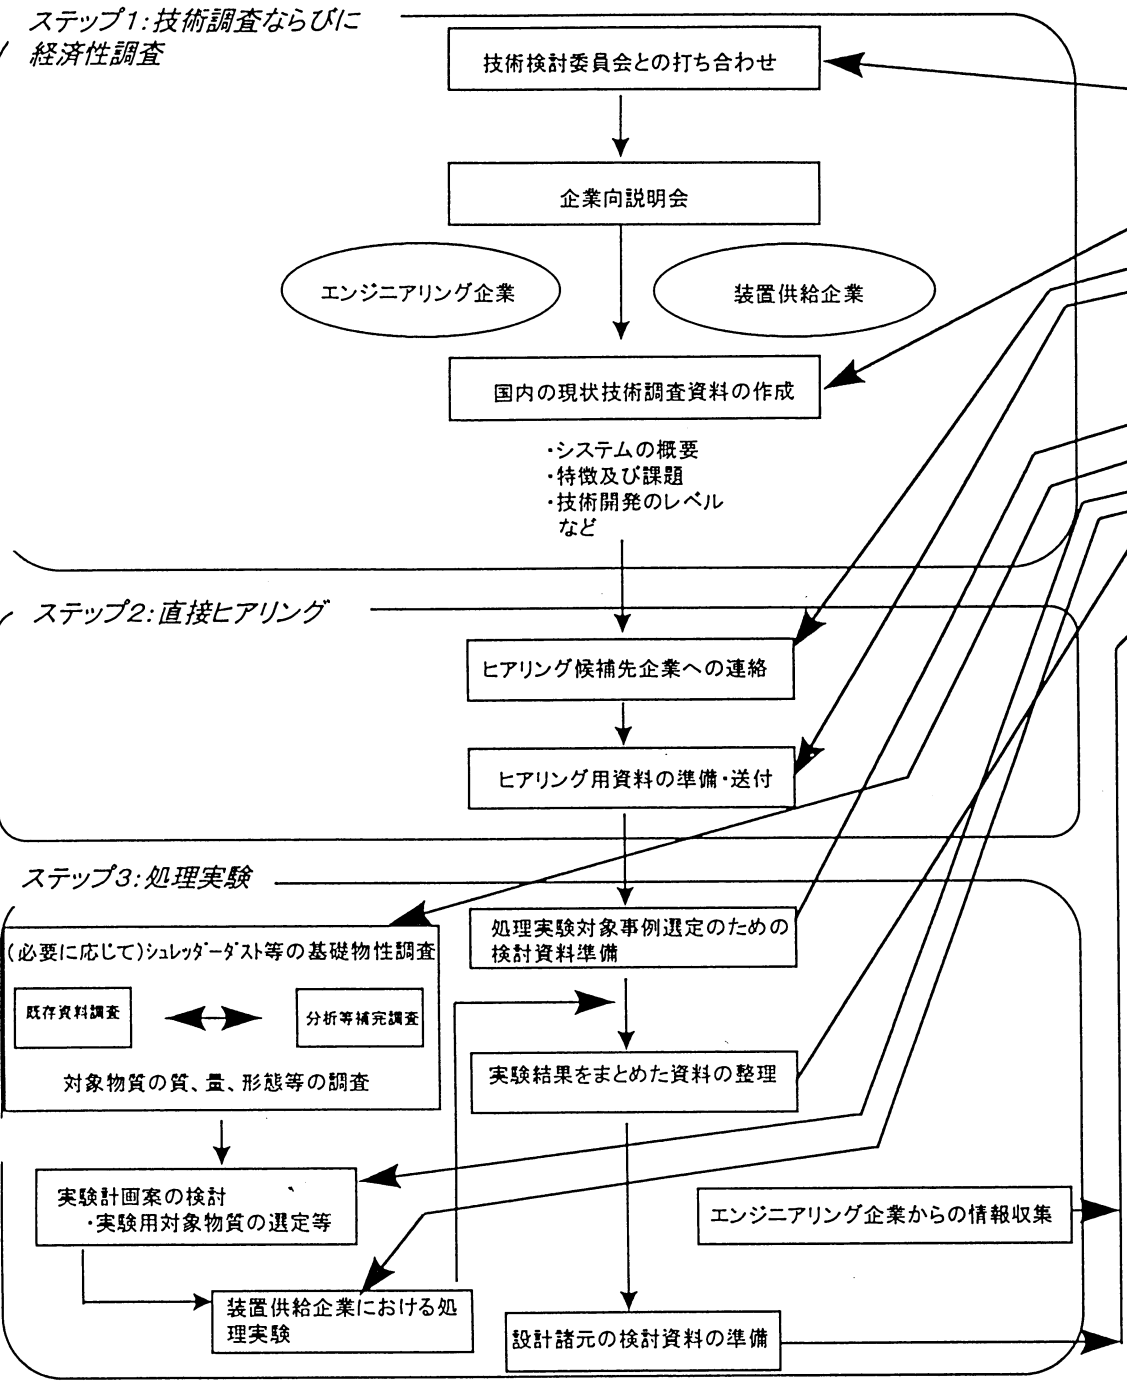 ステップ1:技術調査ならびに
経済性調査
技術検討委員会との打ち合わせ
企業向説明会
エンジニアリング企業
装置供給企業
国内の現状技術調査資料の作成
・システムの概要
・特徴及び課題
・技術開発のレベル
など
ステップ2:直接ヒアリング
ヒアリング候補先企業への連絡
ヒアリング用資料の準備・送付
ステップ3:処理実験
処理実験対象事例選定のための
検討資料準備
(必要に応じて)シュレッダーダスト等の基礎物性調査
既存資料調査
分析等補完調査
対象物質の質、量、形態等の調査
実験結果をまとめた資料の整理
実験計画案の検討
・実験用対象物質の選定等
エンジニアリング企業からの情報収集
装置供給企業における処
理実験
設計諸元の検討資料の準備